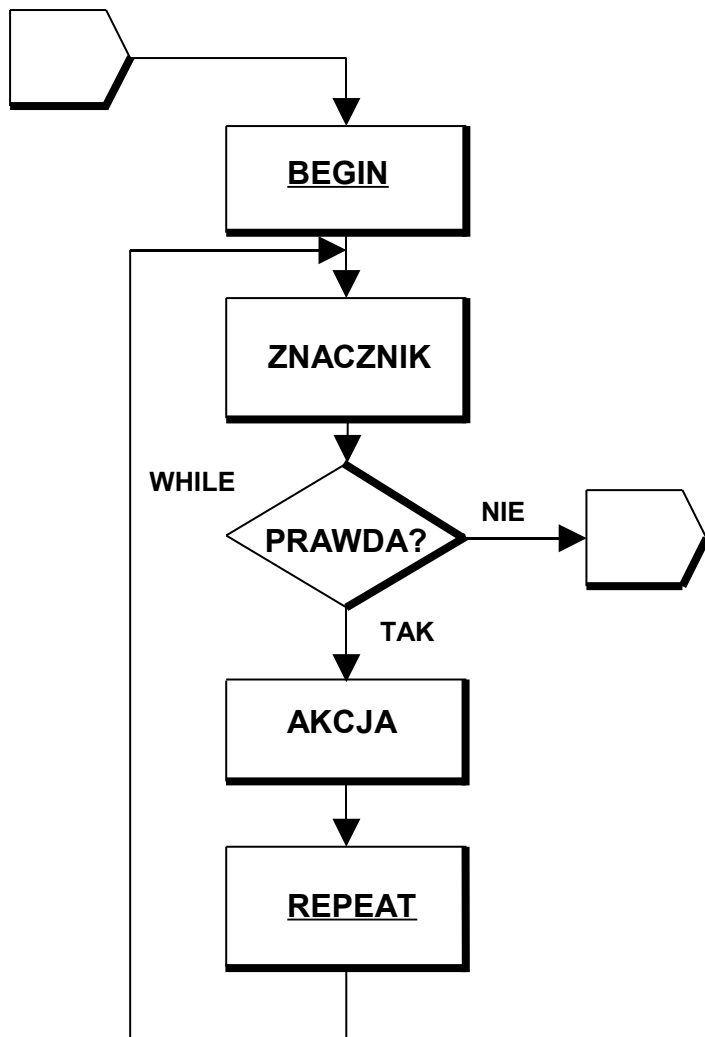 BEGIN
ZNACZNIK
WHILE
PRAWDA?
NIE
TAK
AKCJA
REPEAT